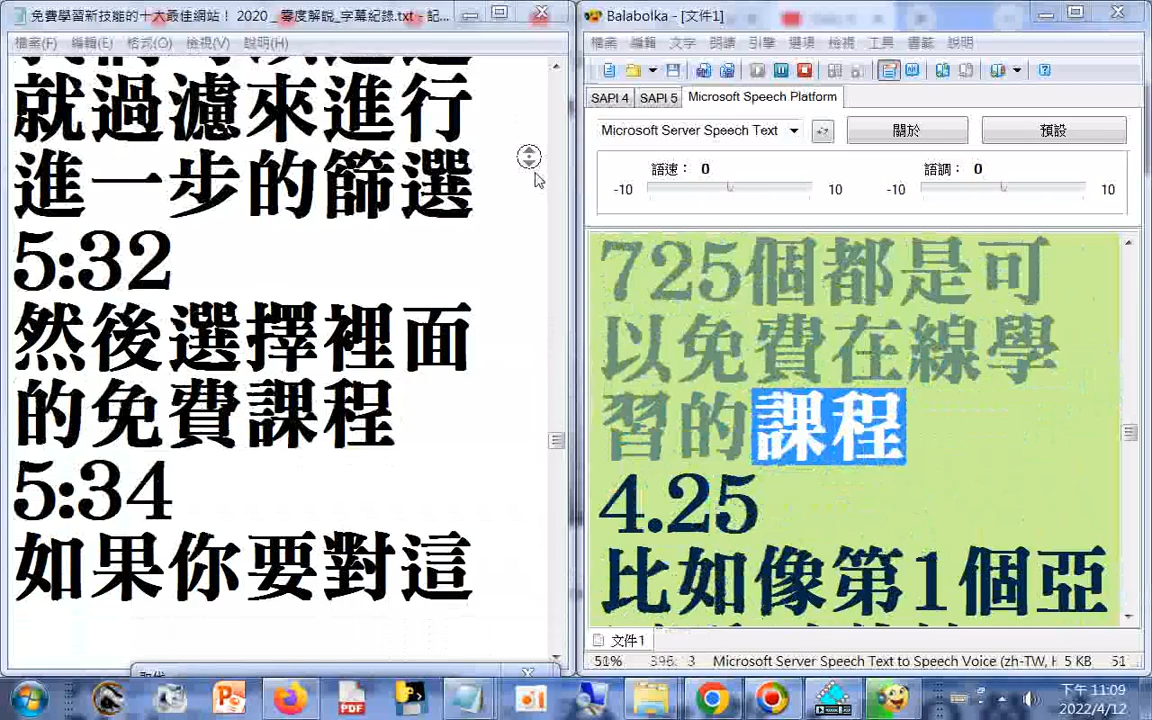 免費學習新技能的十大最佳網站！ 2020 _ 零度解說_字幕紀錄.txt - 記...
檔案(F) 編輯(E) 格式(O) 檢視(V) 說明(H)
就過濾來進行
進一步的篩選
5:32
然後選擇裡面
的免費課程
5:34
如果你要對這
Balabolka - [文件1]
檔案 編輯 文字 朗讀 引擎 選項 檢視 工具 書籤 說明
SAPI 4 SAPI 5 Microsoft Speech Platform
Microsoft Server Speech Text 關於 預設
語速： 0 語調： 0
-10 10 -10 10
725個都是可
以免費在線學
習的課程
4.25
比如像第1個亞
文件1
51% 396: 3 Microsoft Server Speech Text to Speech Voice (zh-TW, H 5 KB 51
PDF
下午 11:09
2022/4/12